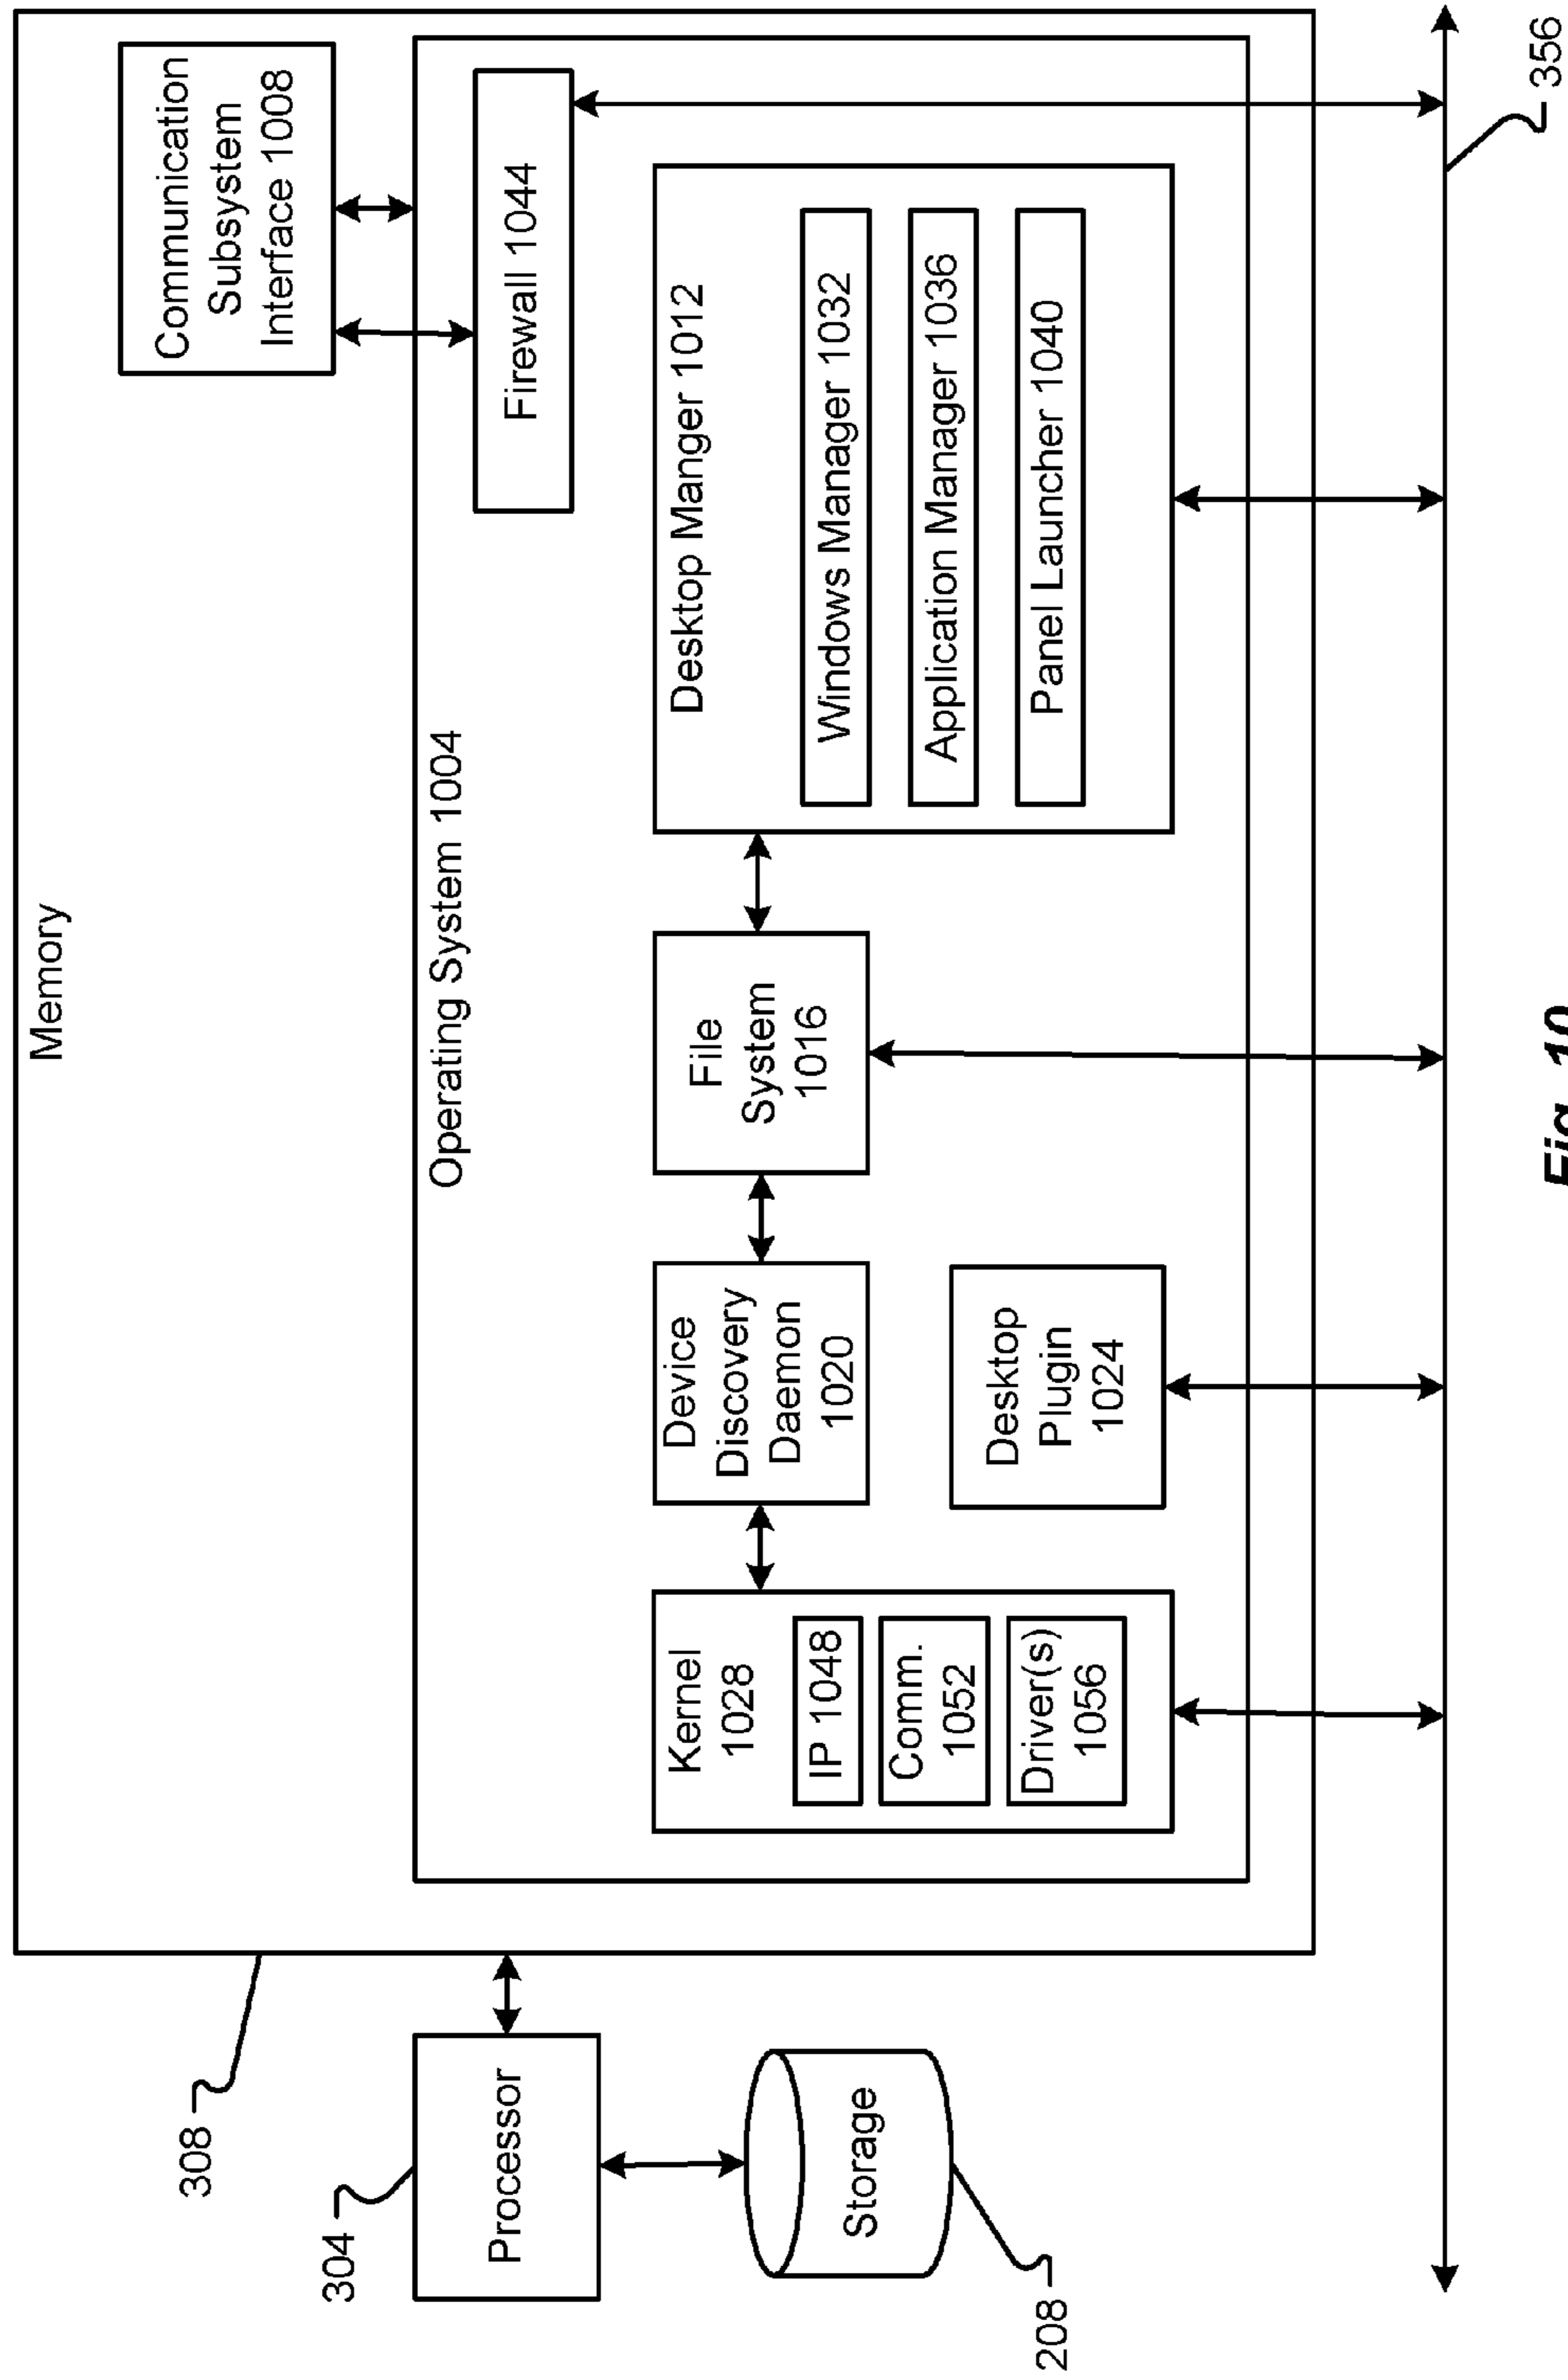 Memory
Communication
Subsystem
Interface 1008
Operating System 1004
Firewall 1044
Kernel
1028
IP 1048
Comm.
1052
Driver(s)
1056
Device
Discovery
Daemon
1020
Desktop
Plugin
1024
File
System
1016
Desktop Manger 1012
Windows Manager 1032
Application Manager 1036
Panel Launcher 1040
308
304
Processor
Storage
208
356
Fig. 10